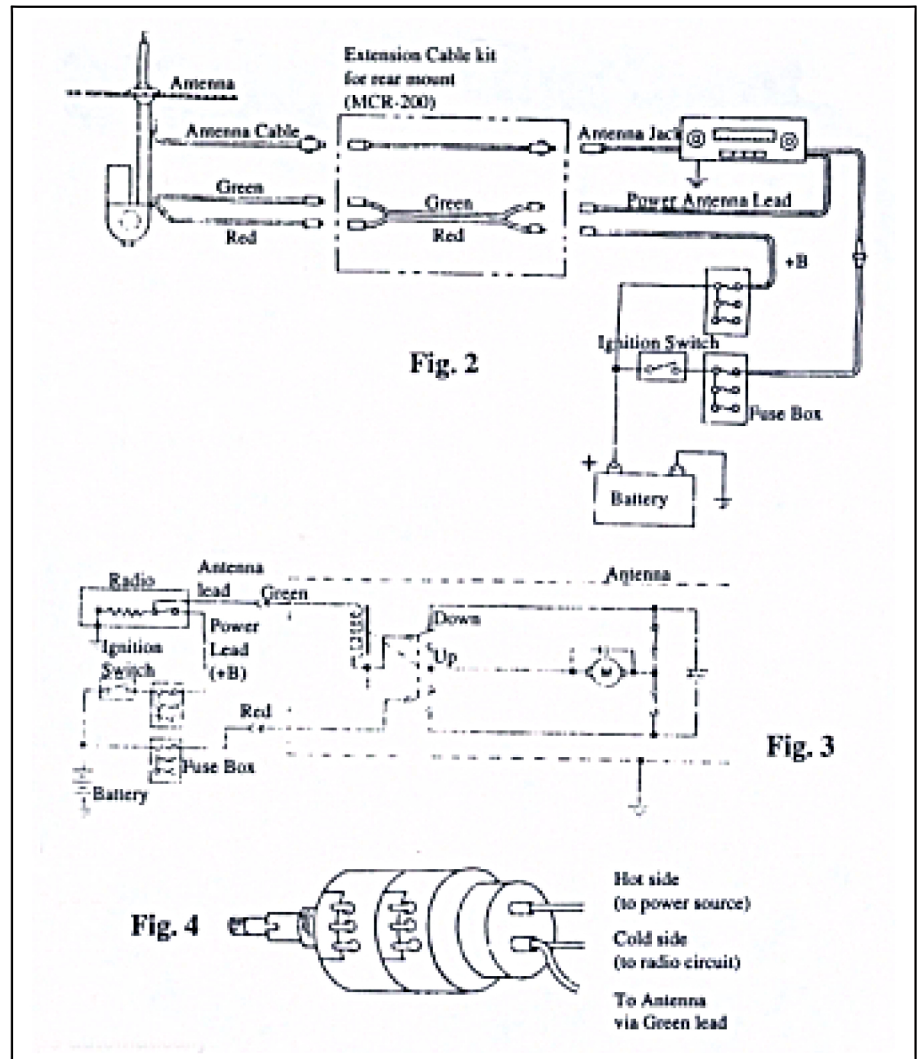 Extension Cable kit
for rear mount
(MCR-200)
Antenna
Antenna Cable
Antenna Jack
Green
Green
Power Antenna Lead
Red
Red
+B
Ignition Switch
Fig. 2
Fuse Box
+
Battery
Antenna
lead
Radio
Green
Antenna
Down
Power
Lead
(+B)
Ignition
Switch
Up
M
Red
Fig. 3
Fuse Box
Battery
Hot side
(to power source)
Fig. 4
Cold side
(to radio circuit)
To Antenna
via Green lead